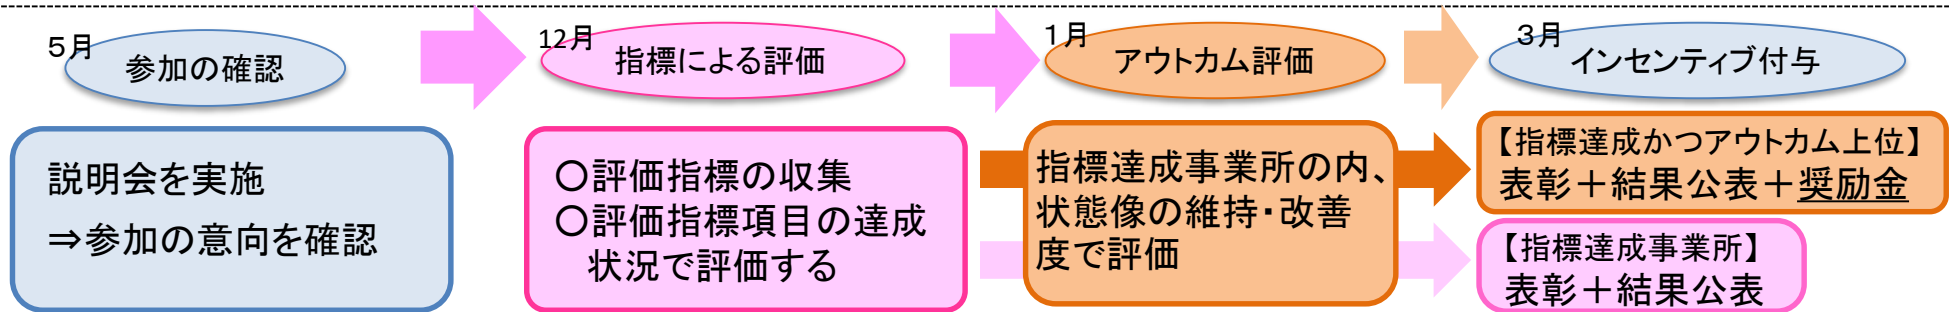 5月
参加の確認
説明会を実施
⇒参加の意向を確認
12月
指標による評価
○評価指標の収集
○評価指標項目の達成
状況で評価する
1月
アウトカム評価
指標達成事業所の内、
状態像の維持・改善
度で評価
3月
インセンティブ付与
【指標達成かつアウトカム上位】
表彰＋結果公表＋奨励金
【指標達成事業所】
表彰＋結果公表